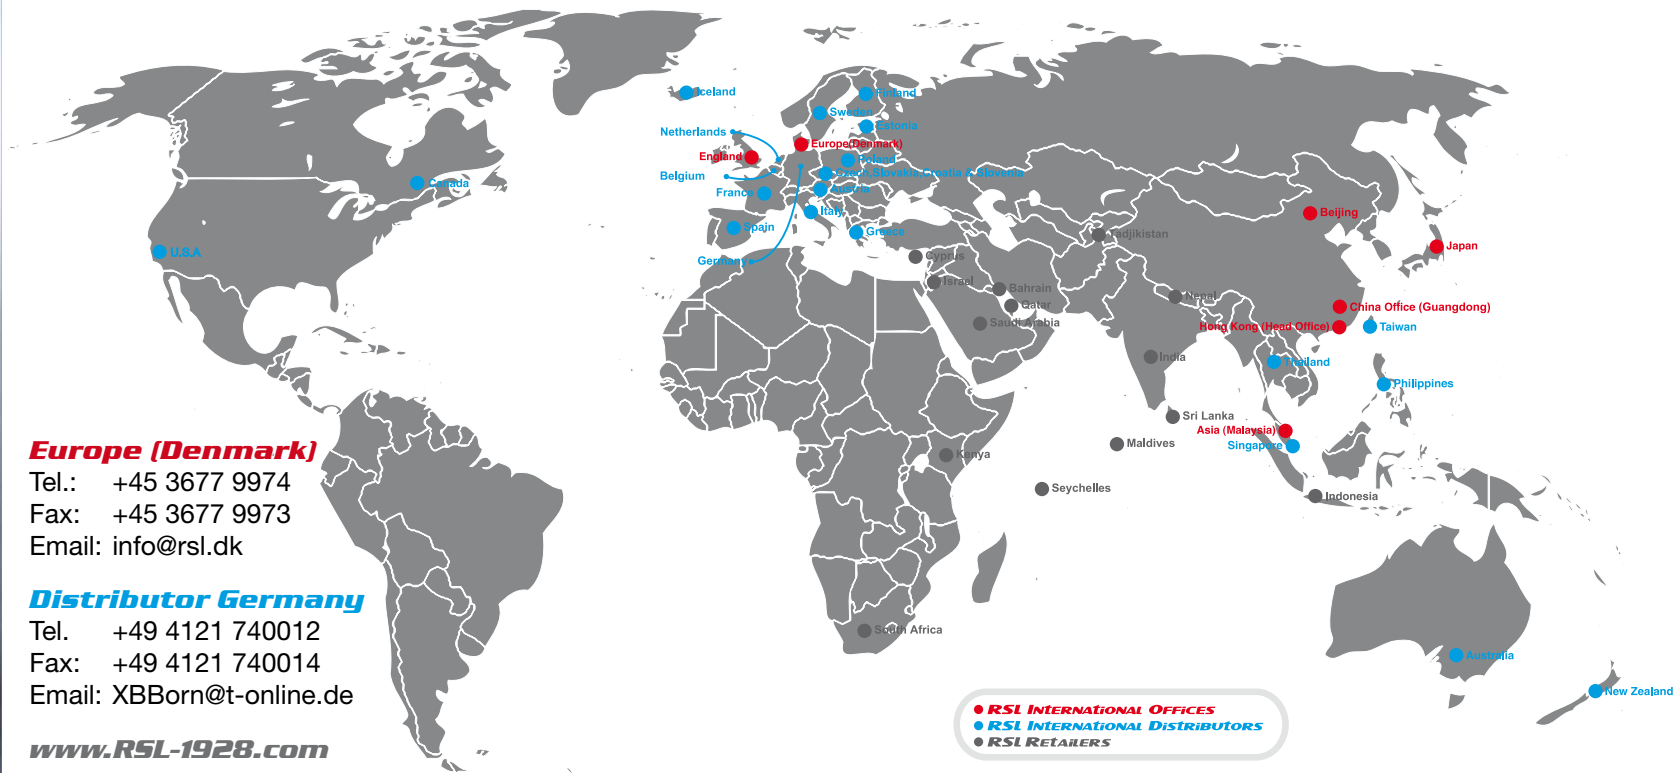 Iceland
Finland
Sweden
Estonia
Netherlands
Europe(Denmark)
England
Poland
Belgium
Czech,Slovakia,Croatia & Slovenia
Canada
France
Austria
Italy
Spain
Greece
Germany
U.S.A
Beijing
Tadjikistan
Japan
Cyprus
Israel
Bahrain
Nepal
Qatar
China Office (Guangdong)
Saudi Arabia
Hong Kong (Head Office)
Taiwan
India
Thailand
Philippines
Sri Lanka
Asia (Malaysia)
Maldives
Singapore
Kenya
Seychelles
Indonesia
South Africa
Australia
New Zealand
Europe (Denmark)
Tel.: +45 3677 9974
Fax: +45 3677 9973
Email: info@rsl.dk
Distributor Germany
Tel. +49 4121 740012
Fax: +49 4121 740014
Email: XBBorn@t-online.de
www.RSL-1928.com
RSL International Offices
RSL International Distributors
RSL Retailers